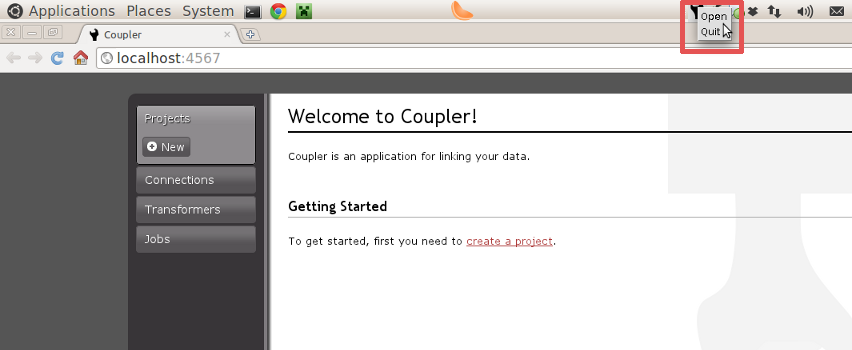 Applications Places System
Open
Quit
Coupler
localhost:4567
Projects
New
Connections
Transformers
Jobs
Welcome to Coupler!
Coupler is an application for linking your data.
Getting Started
To get started, first you need to create a project.